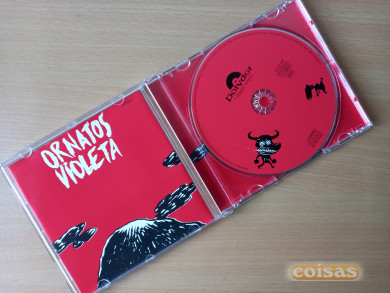 ORNATOS
VIOLETA
Polydor
coisas